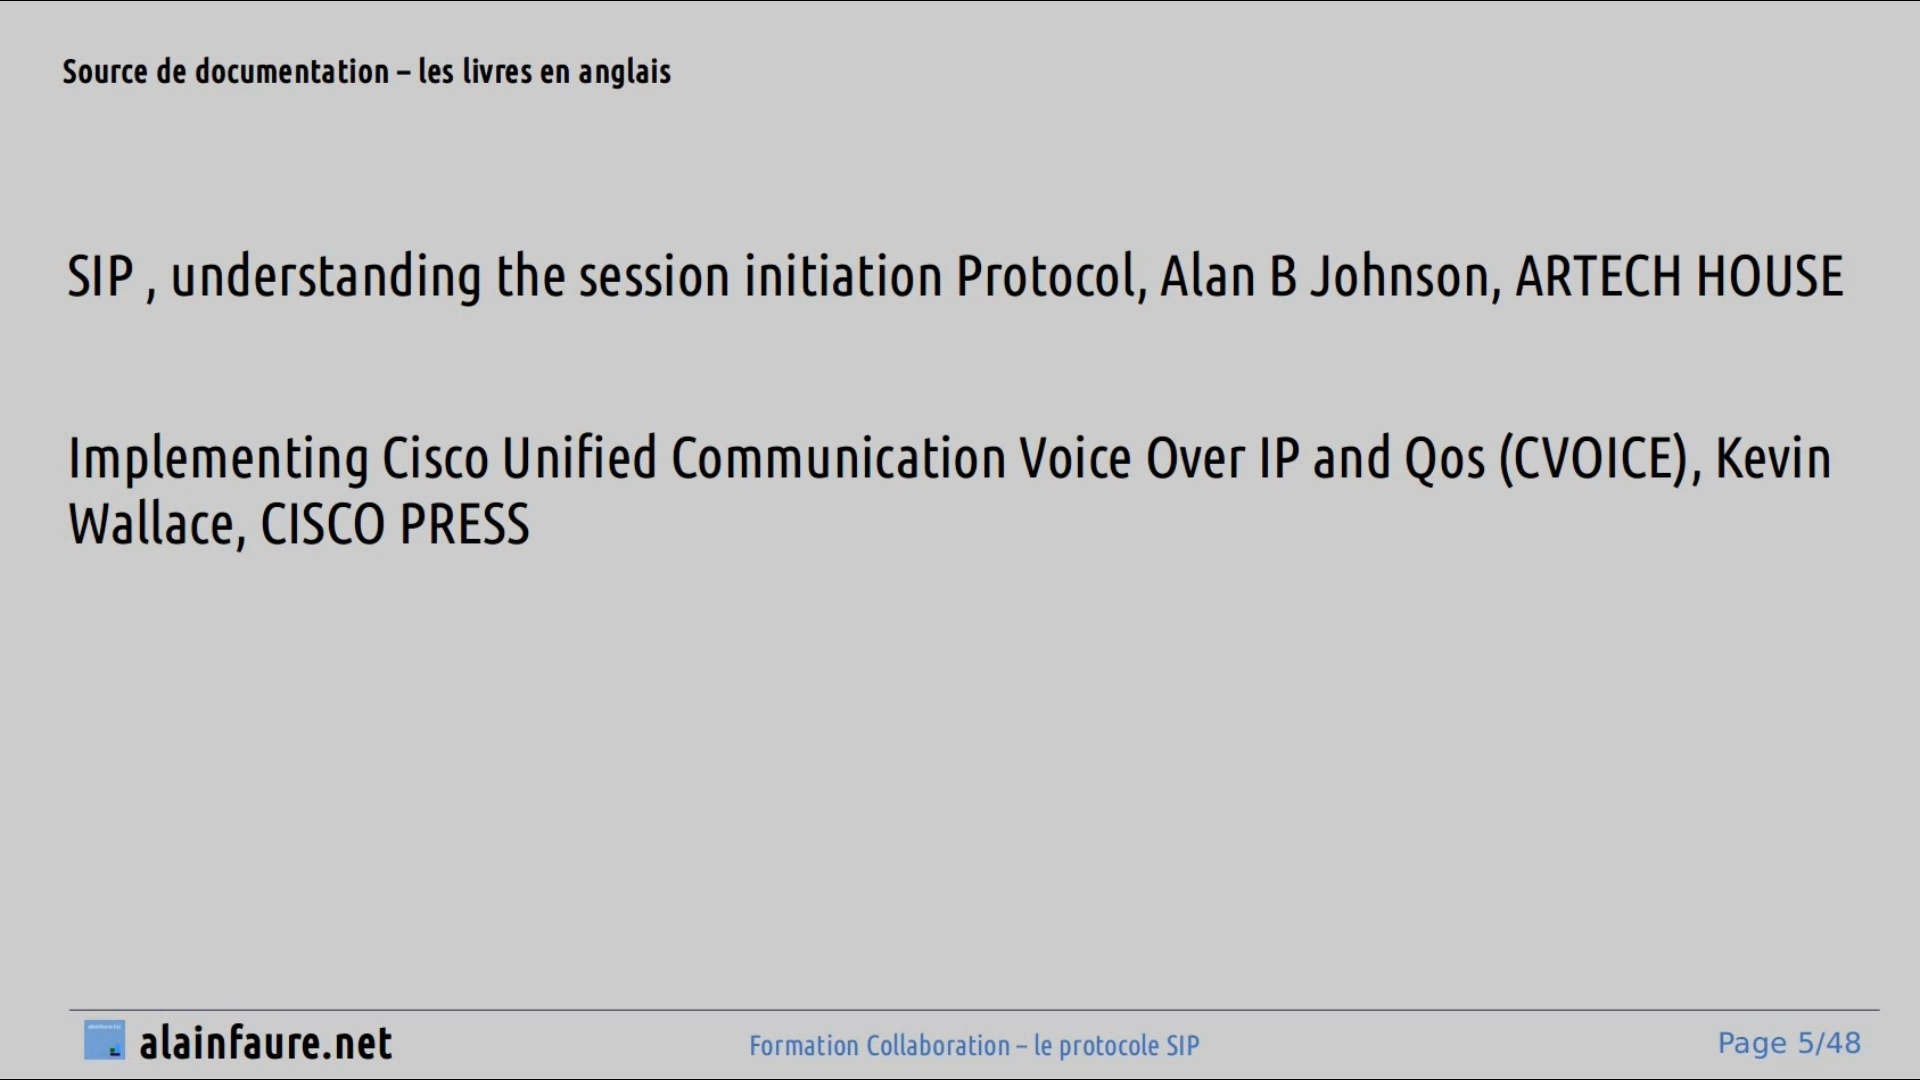 Source de documentation – les livres en anglais
SIP , understanding the session initiation Protocol, Alan B Johnson, ARTECH HOUSE
Implementing Cisco Unified Communication Voice Over IP and Qos (CVOICE), Kevin
Wallace, CISCO PRESS
alainfaure.net
Formation Collaboration – le protocole SIP
Page 5/48